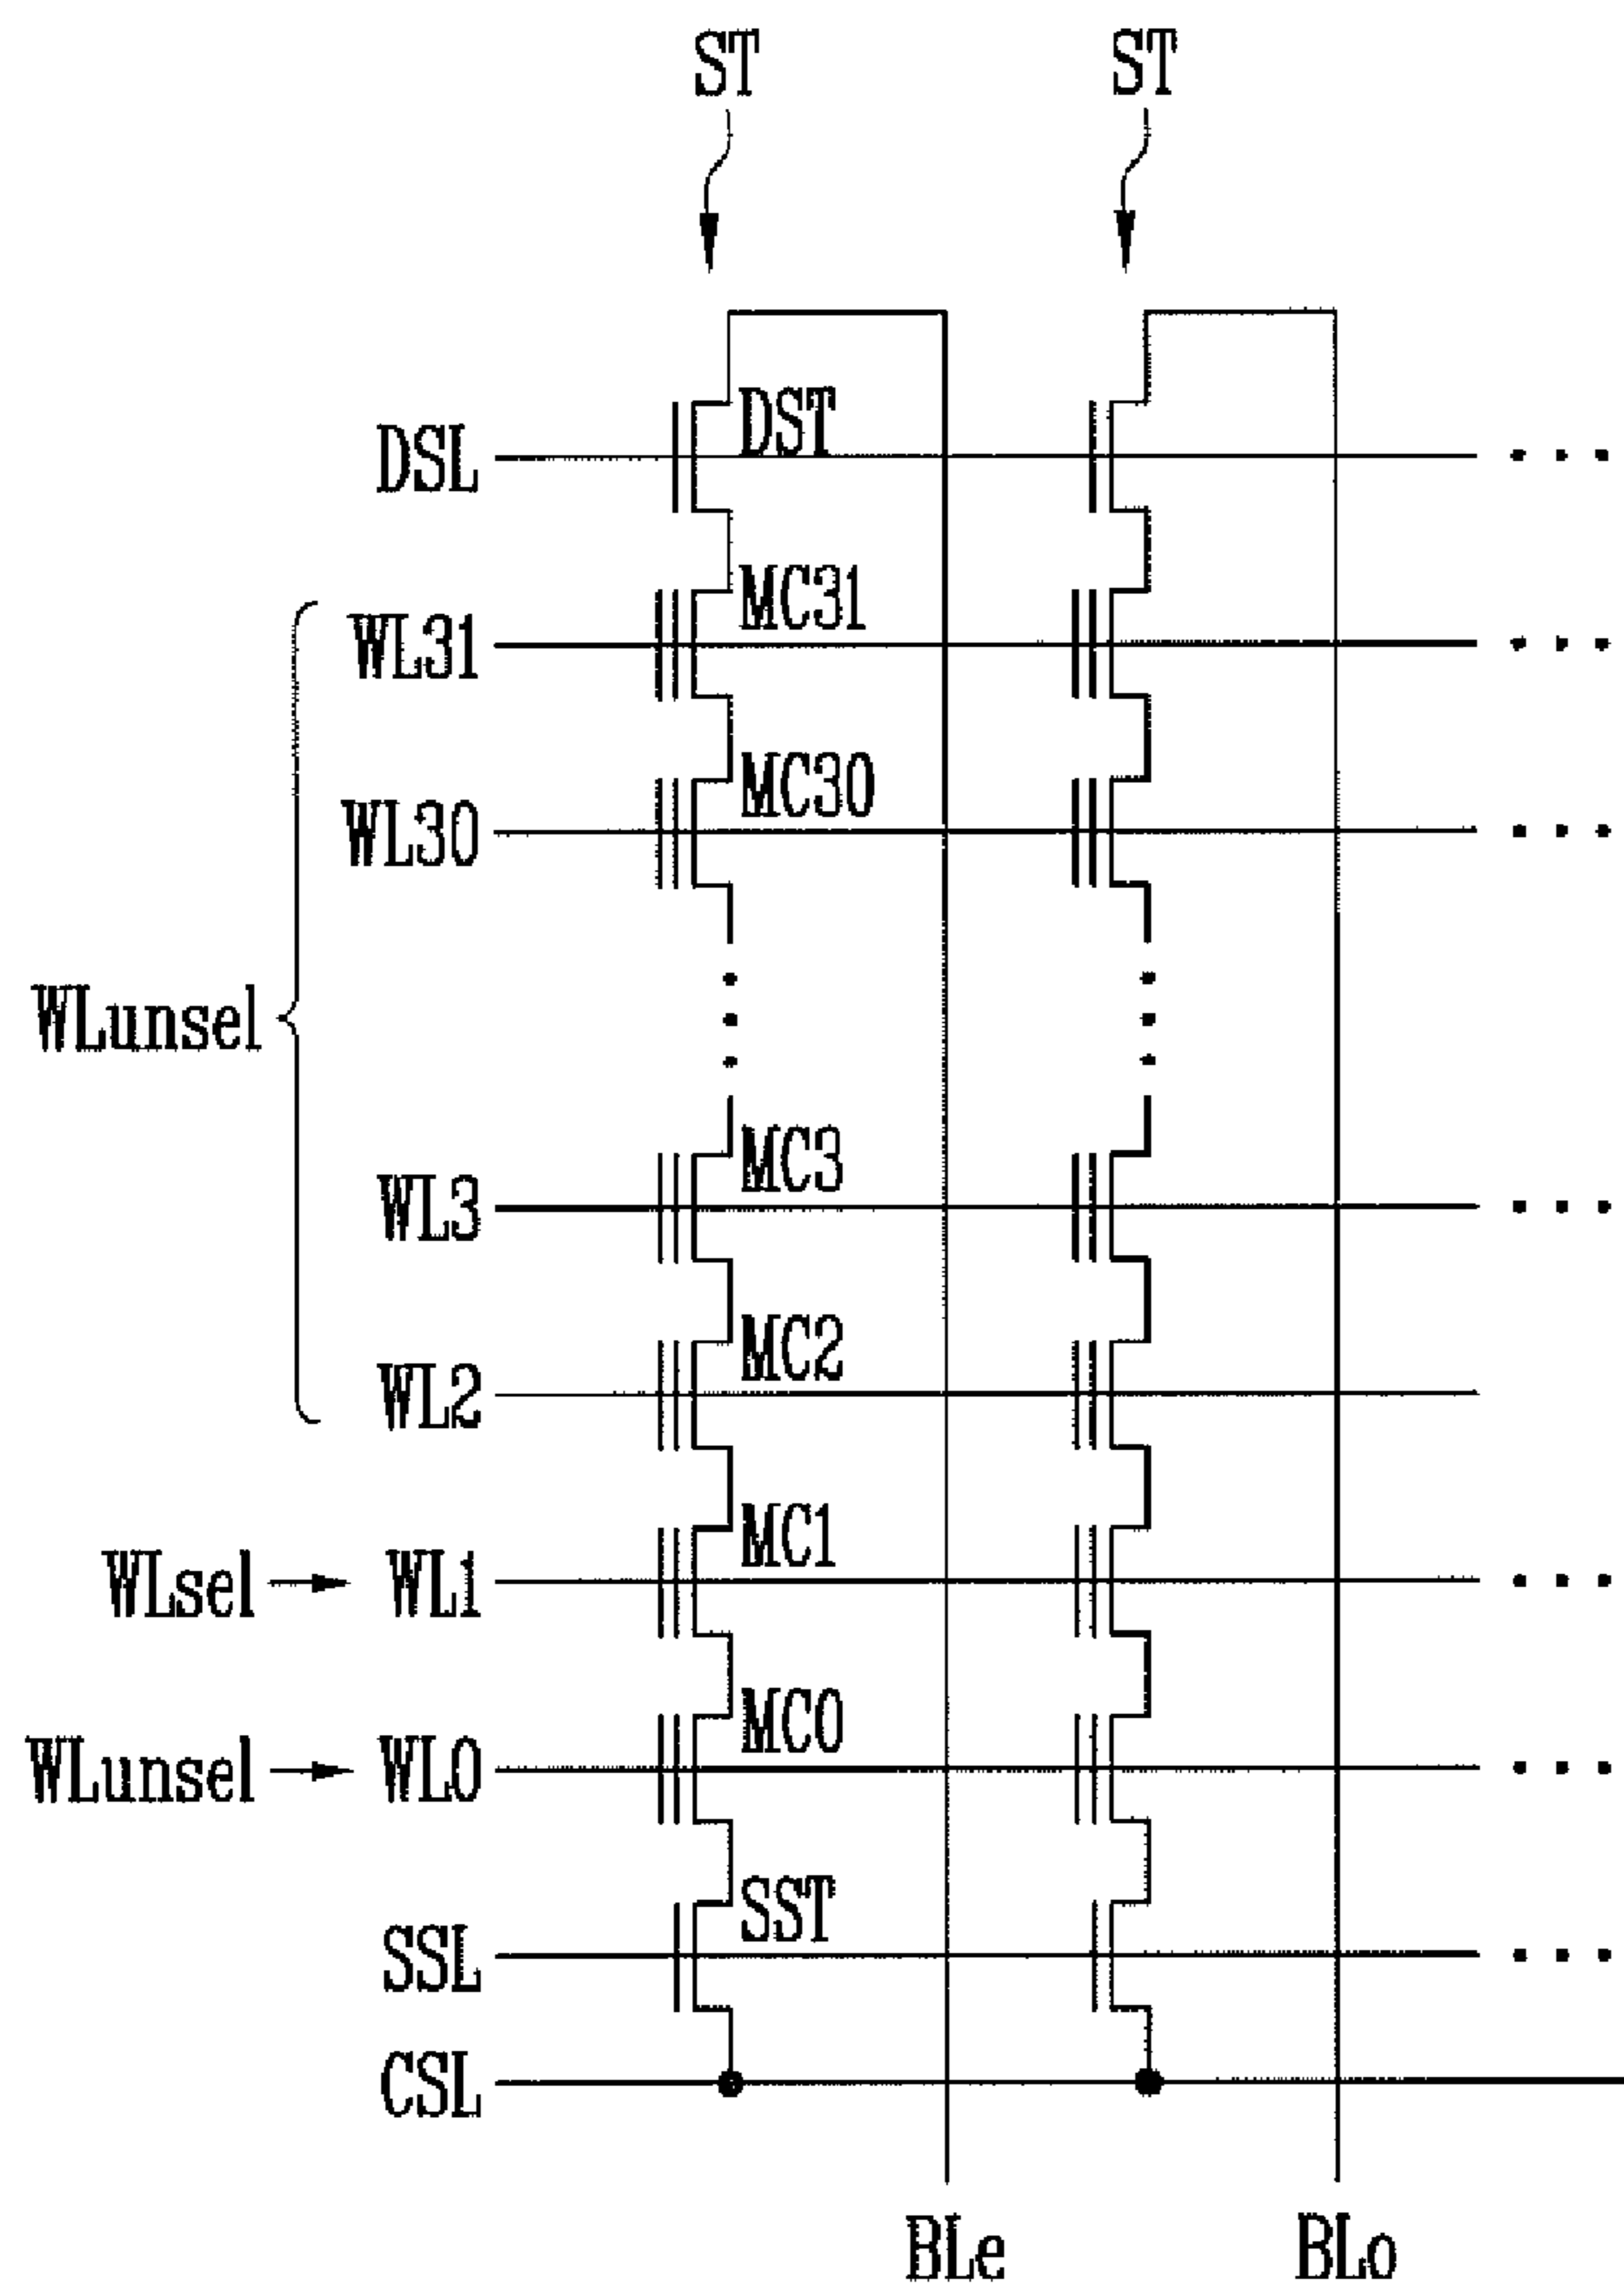 ST ST
DSL DST
MC31
WL31
MC30
WL30
WLunsel
MC3
WL3
MC2
WL2
MC1
WLsel WL1
MC0
WLunsel WL0
SST
SSL
CSL
BLe BLo